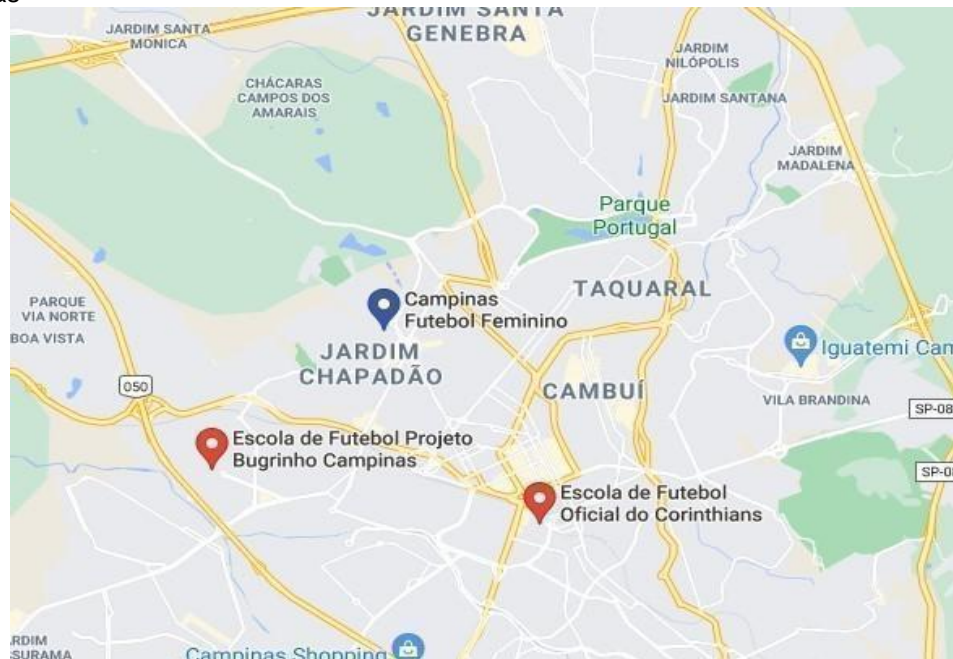 JARDIM SANTA
GENEBRA
JARDIM SANTA
MONICA
JARDIM
NILÓPOLIS
CHÁCARAS
CAMPOS DOS
AMARAIS
JARDIM SANTANA
JARDIM
MADALENA
Parque
Portugal
TAQUARAL
PARQUE
VIA NORTE
BOA VISTA
Campinas
Futebol Feminino
JARDIM
CHAPADÃO
Iguatemi Cam
050
CAMBUÍ
VILA BRANDINA
SP-08
Escola de Futebol Projeto
Bugrinho Campinas
SP-0
Escola de Futebol
Oficial do Corinthians
RDIM
SURAMA
Campinas Shopping